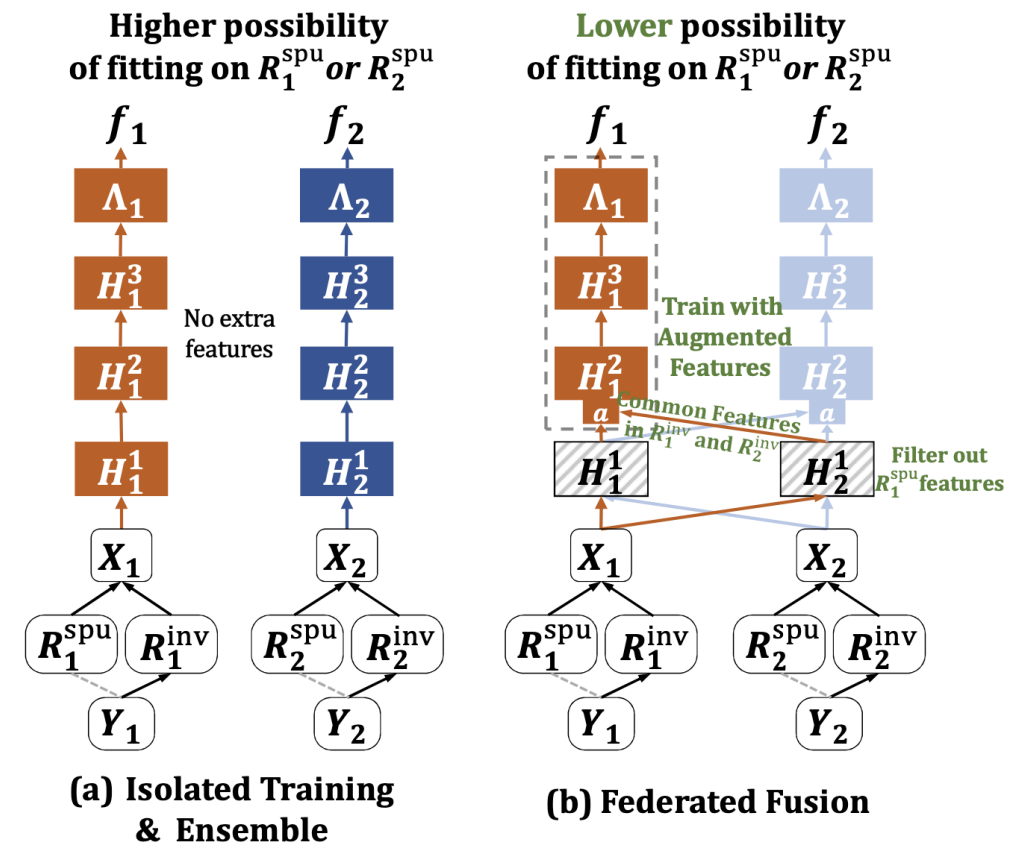 Higher possibility
of fitting on R₁ˢᵖᵘ or R₂ˢᵖᵘ
f₁
f₂
Λ₁
Λ₂
H₁³
H₂³
No extra
features
H₁²
H₂²
H₁¹
H₂¹
X₁
X₂
R₁ˢᵖᵘ
R₁ⁱⁿᵛ
R₂ˢᵖᵘ
R₂ⁱⁿᵛ
Y₁
Y₂
(a) Isolated Training
& Ensemble
Lower possibility
of fitting on R₁ˢᵖᵘ or R₂ˢᵖᵘ
f₁
f₂
Λ₁
Λ₂
H₁³
H₂³
Train with
Augmented
Features
H₁²
H₂²
a
a
Common Features
in R₁ⁱⁿᵛ and R₂ⁱⁿᵛ
H₁¹
H₂¹
Filter out
R₁ˢᵖᵘ features
X₁
X₂
R₁ˢᵖᵘ
R₁ⁱⁿᵛ
R₂ˢᵖᵘ
R₂ⁱⁿᵛ
Y₁
Y₂
(b) Federated Fusion